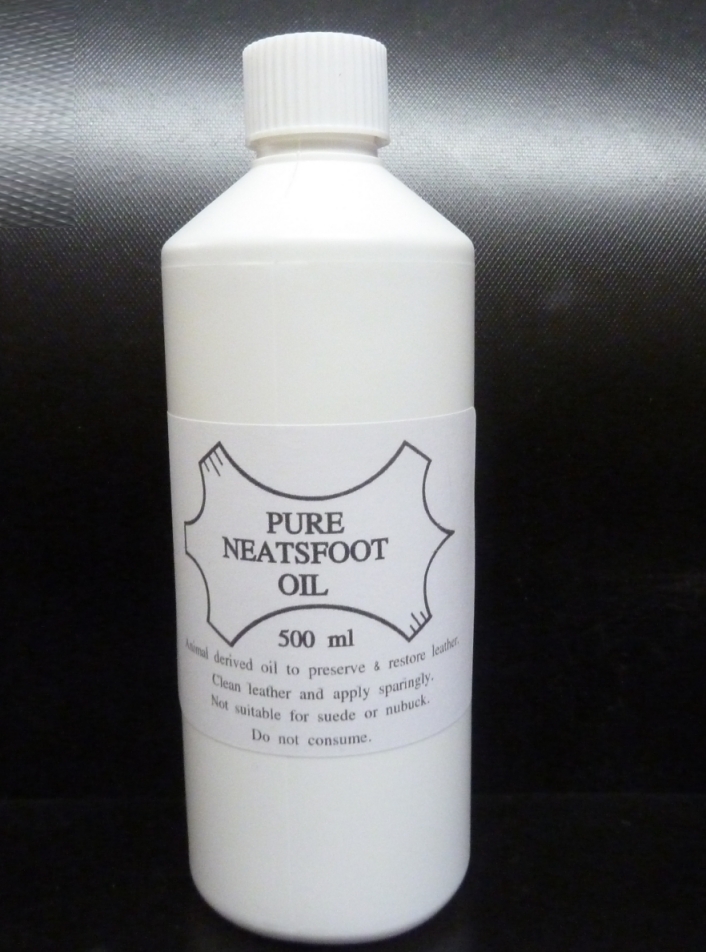 PURE
NEATSFOOT
OIL
500 ml
Animal derived oil to preserve & restore leather.
Clean leather and apply sparingly.
Not suitable for suede or nubuck.
Do not consume.